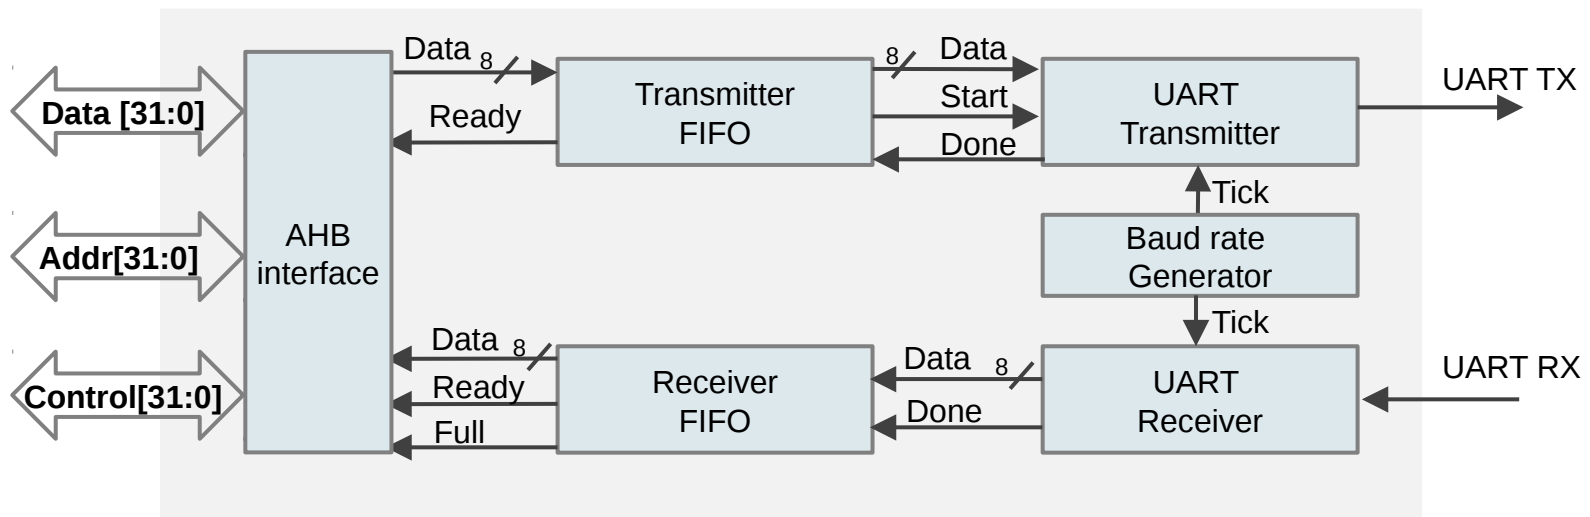 Data 8
8 Data
UART TX
Data [31:0]
Transmitter
FIFO
Start
UART
Transmitter
Ready
Done
Tick
Addr[31:0]
AHB
interface
Baud rate
Generator
Tick
Data 8
Data 8
UART RX
Control[31:0]
Ready
Receiver
FIFO
UART
Receiver
Done
Full